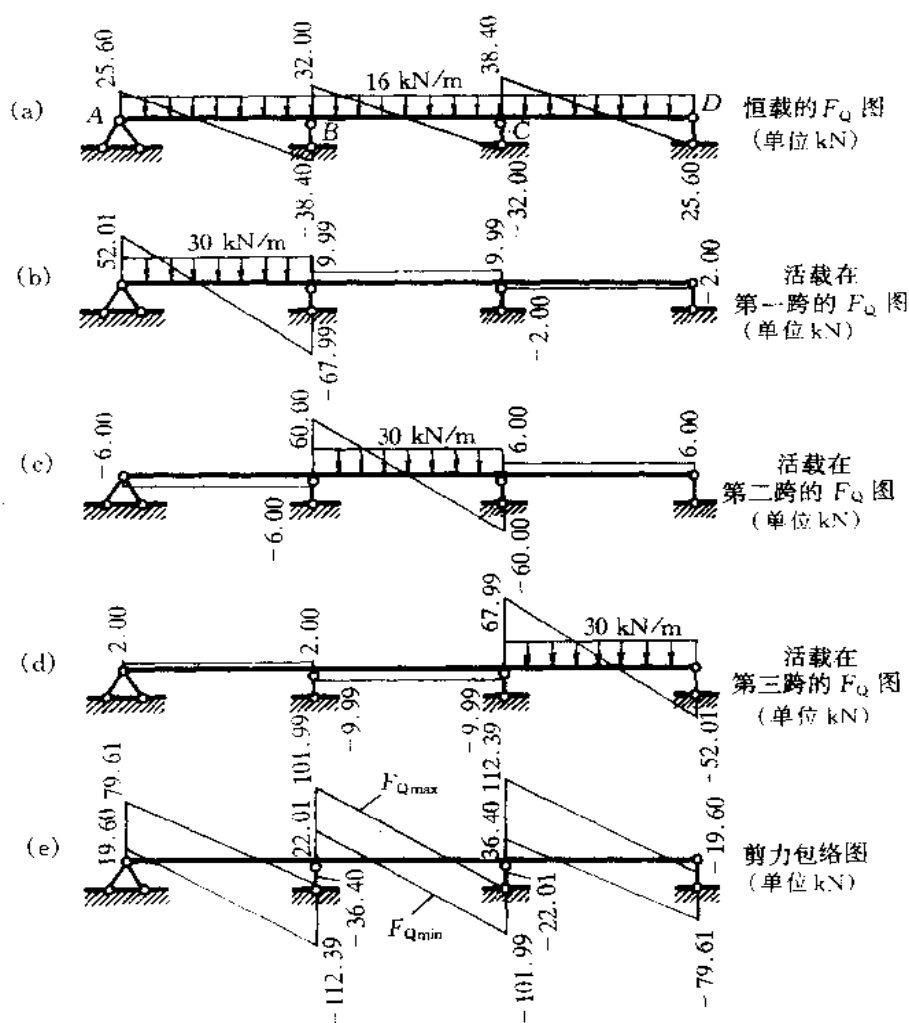 (a)
25.60
32.00
38.40
16 kN/m
A
B
C
D
-38.40
-32.00
25.60
恒载的 F_Q 图
(单位 kN)
(b)
52.01
30 kN/m
9.99
9.99
-67.99
-2.00
-2.00
活载在
第一跨的 F_Q 图
(单位 kN)
(c)
-6.00
60.00
30 kN/m
6.00
6.00
-6.00
-60.00
活载在
第二跨的 F_Q 图
(单位 kN)
(d)
2.00
2.00
67.99
30 kN/m
-9.99
-9.99
-52.01
活载在
第三跨的 F_Q 图
(单位 kN)
(e)
19.60
79.61
22.01
101.99
F_Qmax
36.40
112.39
-19.60
-112.39
-36.40
F_Qmin
-101.99
-22.01
-79.61
剪力包络图
(单位 kN)